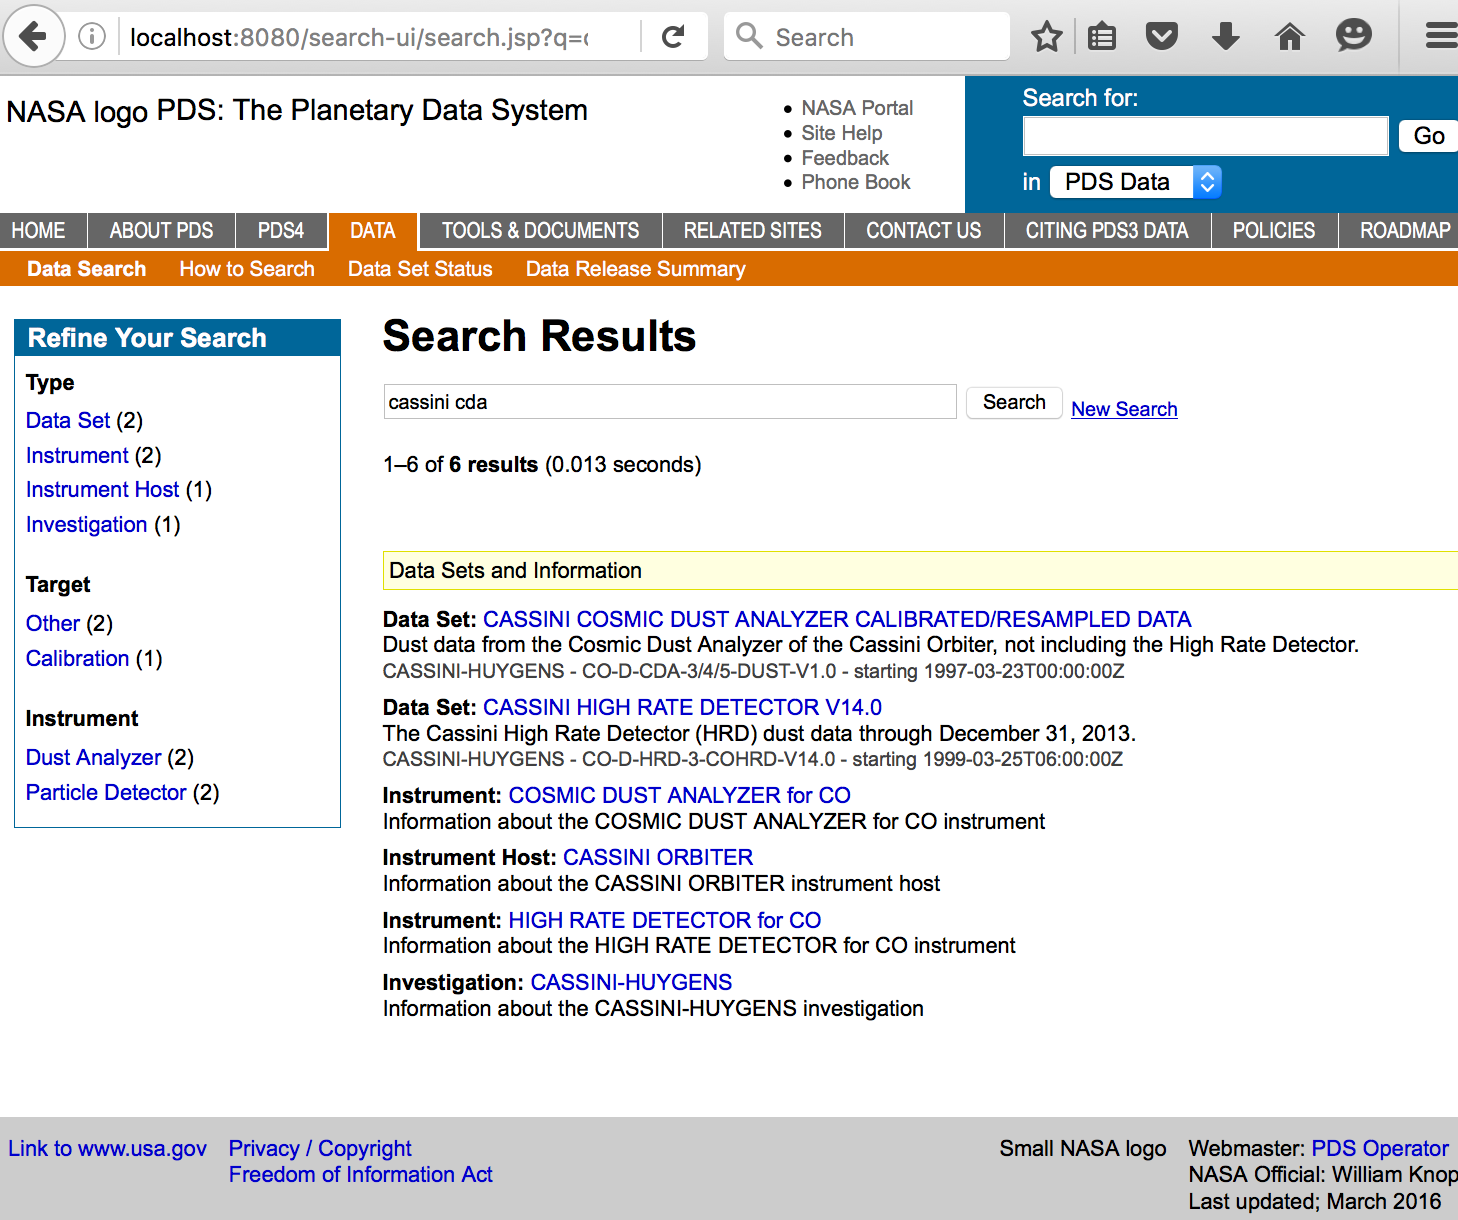 localhost:8080/search-ui/search.jsp?q=
Search
NASA logo PDS: The Planetary Data System
NASA Portal
Site Help
Feedback
Phone Book
Search for:
Go
in PDS Data
HOME ABOUT PDS PDS4 DATA TOOLS & DOCUMENTS RELATED SITES CONTACT US CITING PDS3 DATA POLICIES ROADMAP
Data Search How to Search Data Set Status Data Release Summary
Refine Your Search
Type
Data Set (2)
Instrument (2)
Instrument Host (1)
Investigation (1)
Target
Other (2)
Calibration (1)
Instrument
Dust Analyzer (2)
Particle Detector (2)
Search Results
cassini cda Search New Search
1–6 of 6 results (0.013 seconds)
Data Sets and Information
Data Set: CASSINI COSMIC DUST ANALYZER CALIBRATED/RESAMPLED DATA
Dust data from the Cosmic Dust Analyzer of the Cassini Orbiter, not including the High Rate Detector.
CASSINI-HUYGENS - CO-D-CDA-3/4/5-DUST-V1.0 - starting 1997-03-23T00:00:00Z
Data Set: CASSINI HIGH RATE DETECTOR V14.0
The Cassini High Rate Detector (HRD) dust data through December 31, 2013.
CASSINI-HUYGENS - CO-D-HRD-3-COHRD-V14.0 - starting 1999-03-25T06:00:00Z
Instrument: COSMIC DUST ANALYZER for CO
Information about the COSMIC DUST ANALYZER for CO instrument
Instrument Host: CASSINI ORBITER
Information about the CASSINI ORBITER instrument host
Instrument: HIGH RATE DETECTOR for CO
Information about the HIGH RATE DETECTOR for CO instrument
Investigation: CASSINI-HUYGENS
Information about the CASSINI-HUYGENS investigation
Link to www.usa.gov Privacy / Copyright
Freedom of Information Act
Small NASA logo Webmaster: PDS Operator
NASA Official: William Knop
Last updated; March 2016